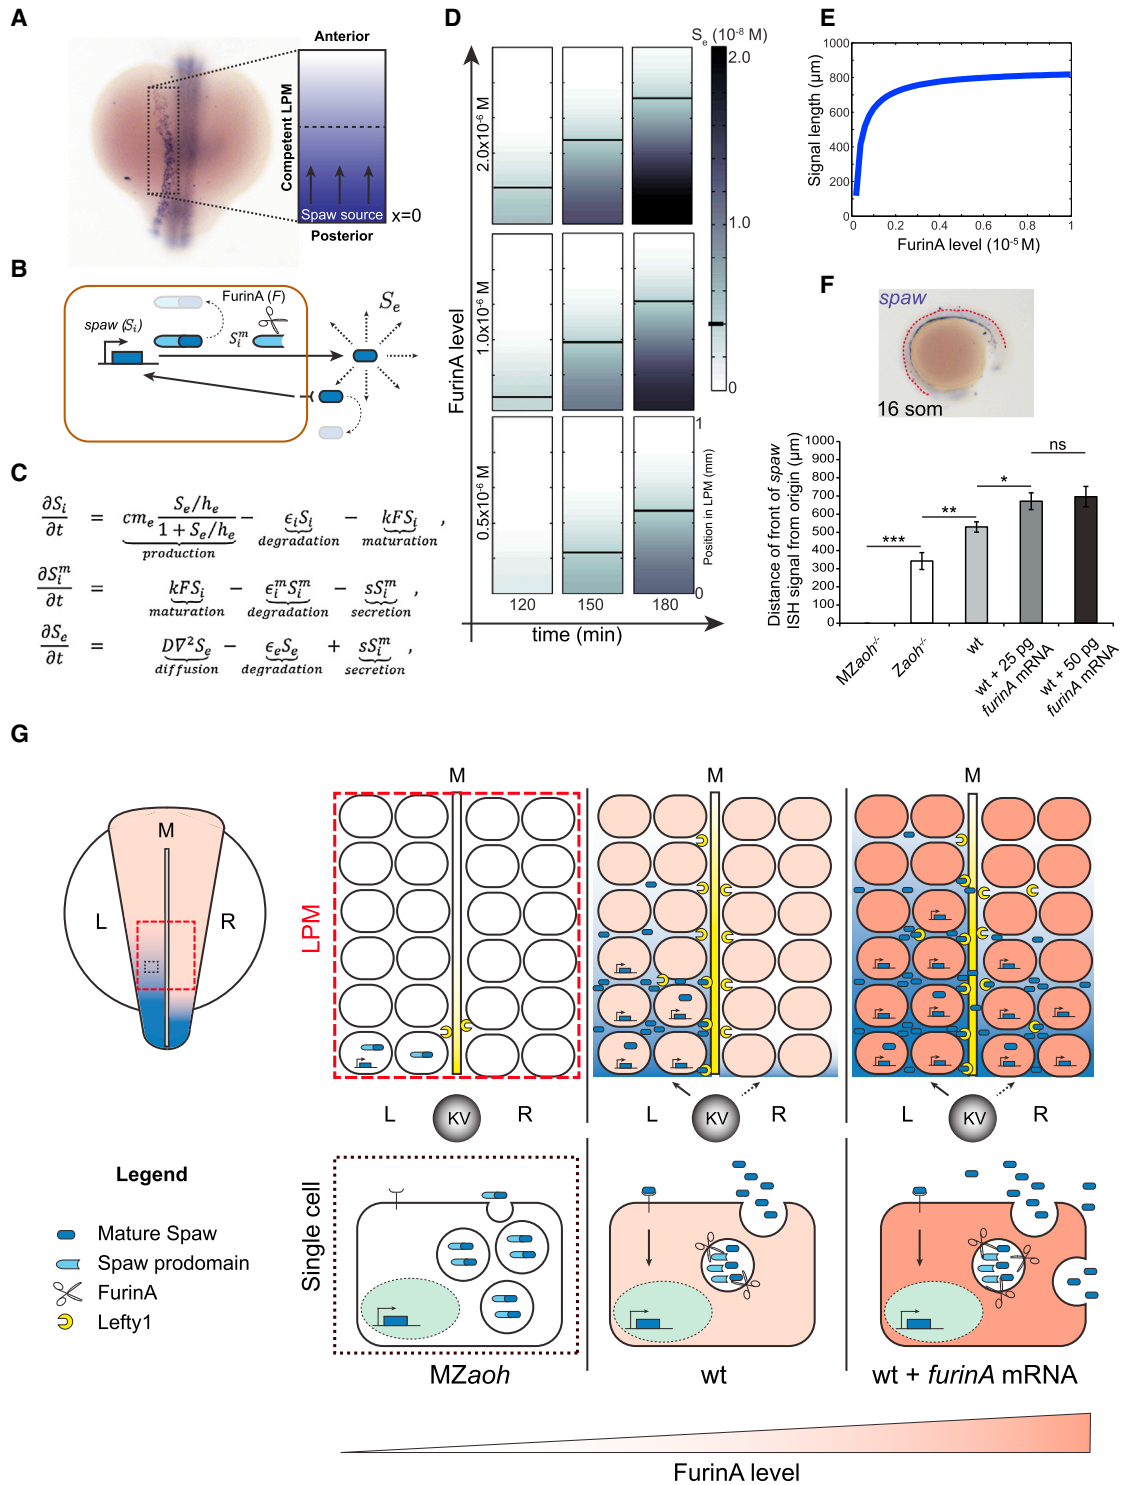 A
Anterior
Competent LPM
Spaw source
x=0
Posterior
B
FurinA (F)
spaw (Sᵢ)
Sᵢᵐ
Sₑ
C
∂Sᵢ/∂t = cmₑ (Sₑ/hₑ)/(1 + Sₑ/hₑ) − ϵᵢSᵢ − kFSᵢ ,
production degradation maturation
∂Sᵢᵐ/∂t = kFSᵢ − ϵᵢᵐSᵢᵐ − sSᵢᵐ ,
maturation degradation secretion
∂Sₑ/∂t = D∇²Sₑ − ϵₑSₑ + sSᵢᵐ ,
diffusion degradation secretion
D
Sₑ (10⁻⁸ M)
2.0
1.0
0
FurinA level
2.0x10⁻⁶ M
1.0x10⁻⁶ M
0.5x10⁻⁶ M
1
Position in LPM (mm)
0
120 150 180
time (min)
E
Signal length (µm)
1000
800
600
400
200
0
0 0.2 0.4 0.6 0.8 1
FurinA level (10⁻⁵ M)
F
spaw
16 som
Distance of front of spaw
ISH signal from origin (µm)
1000
900
800
700
600
500
400
300
200
100
0
***
**
*
ns
MZaoh⁻/⁻
Zaoh⁻/⁻
wt
wt + 25 pg
furinA mRNA
wt + 50 pg
furinA mRNA
G
M
L
R
LPM
M
M
M
L KV R
L KV R
L KV R
Legend
Mature Spaw
Spaw prodomain
FurinA
Lefty1
Single cell
MZaoh
wt
wt + furinA mRNA
FurinA level